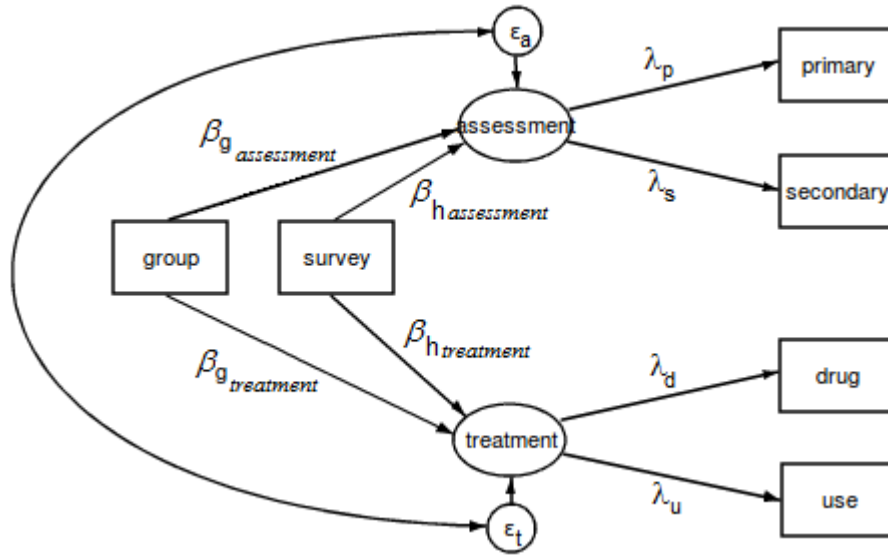 εa
λp
primary
assessment
βg assessment
λs
secondary
βh assessment
group
survey
βh treatment
βg treatment
λd
drug
treatment
λu
use
εt